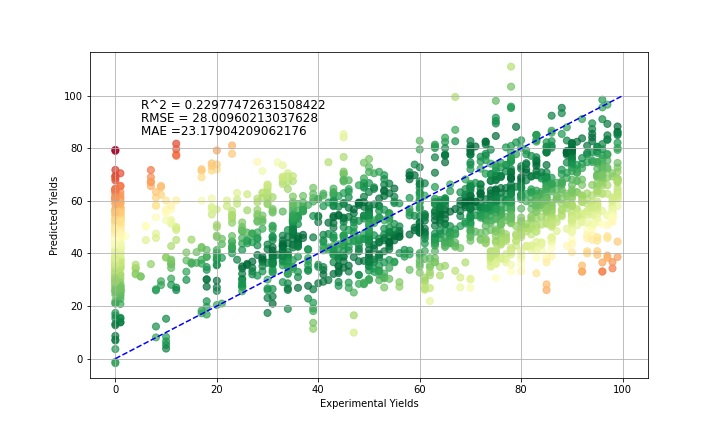 R^2 = 0.22977472631508422
RMSE = 28.00960213037628
MAE =23.17904209062176
Predicted Yields
100
80
60
40
20
0
0 20 40 60 80 100
Experimental Yields